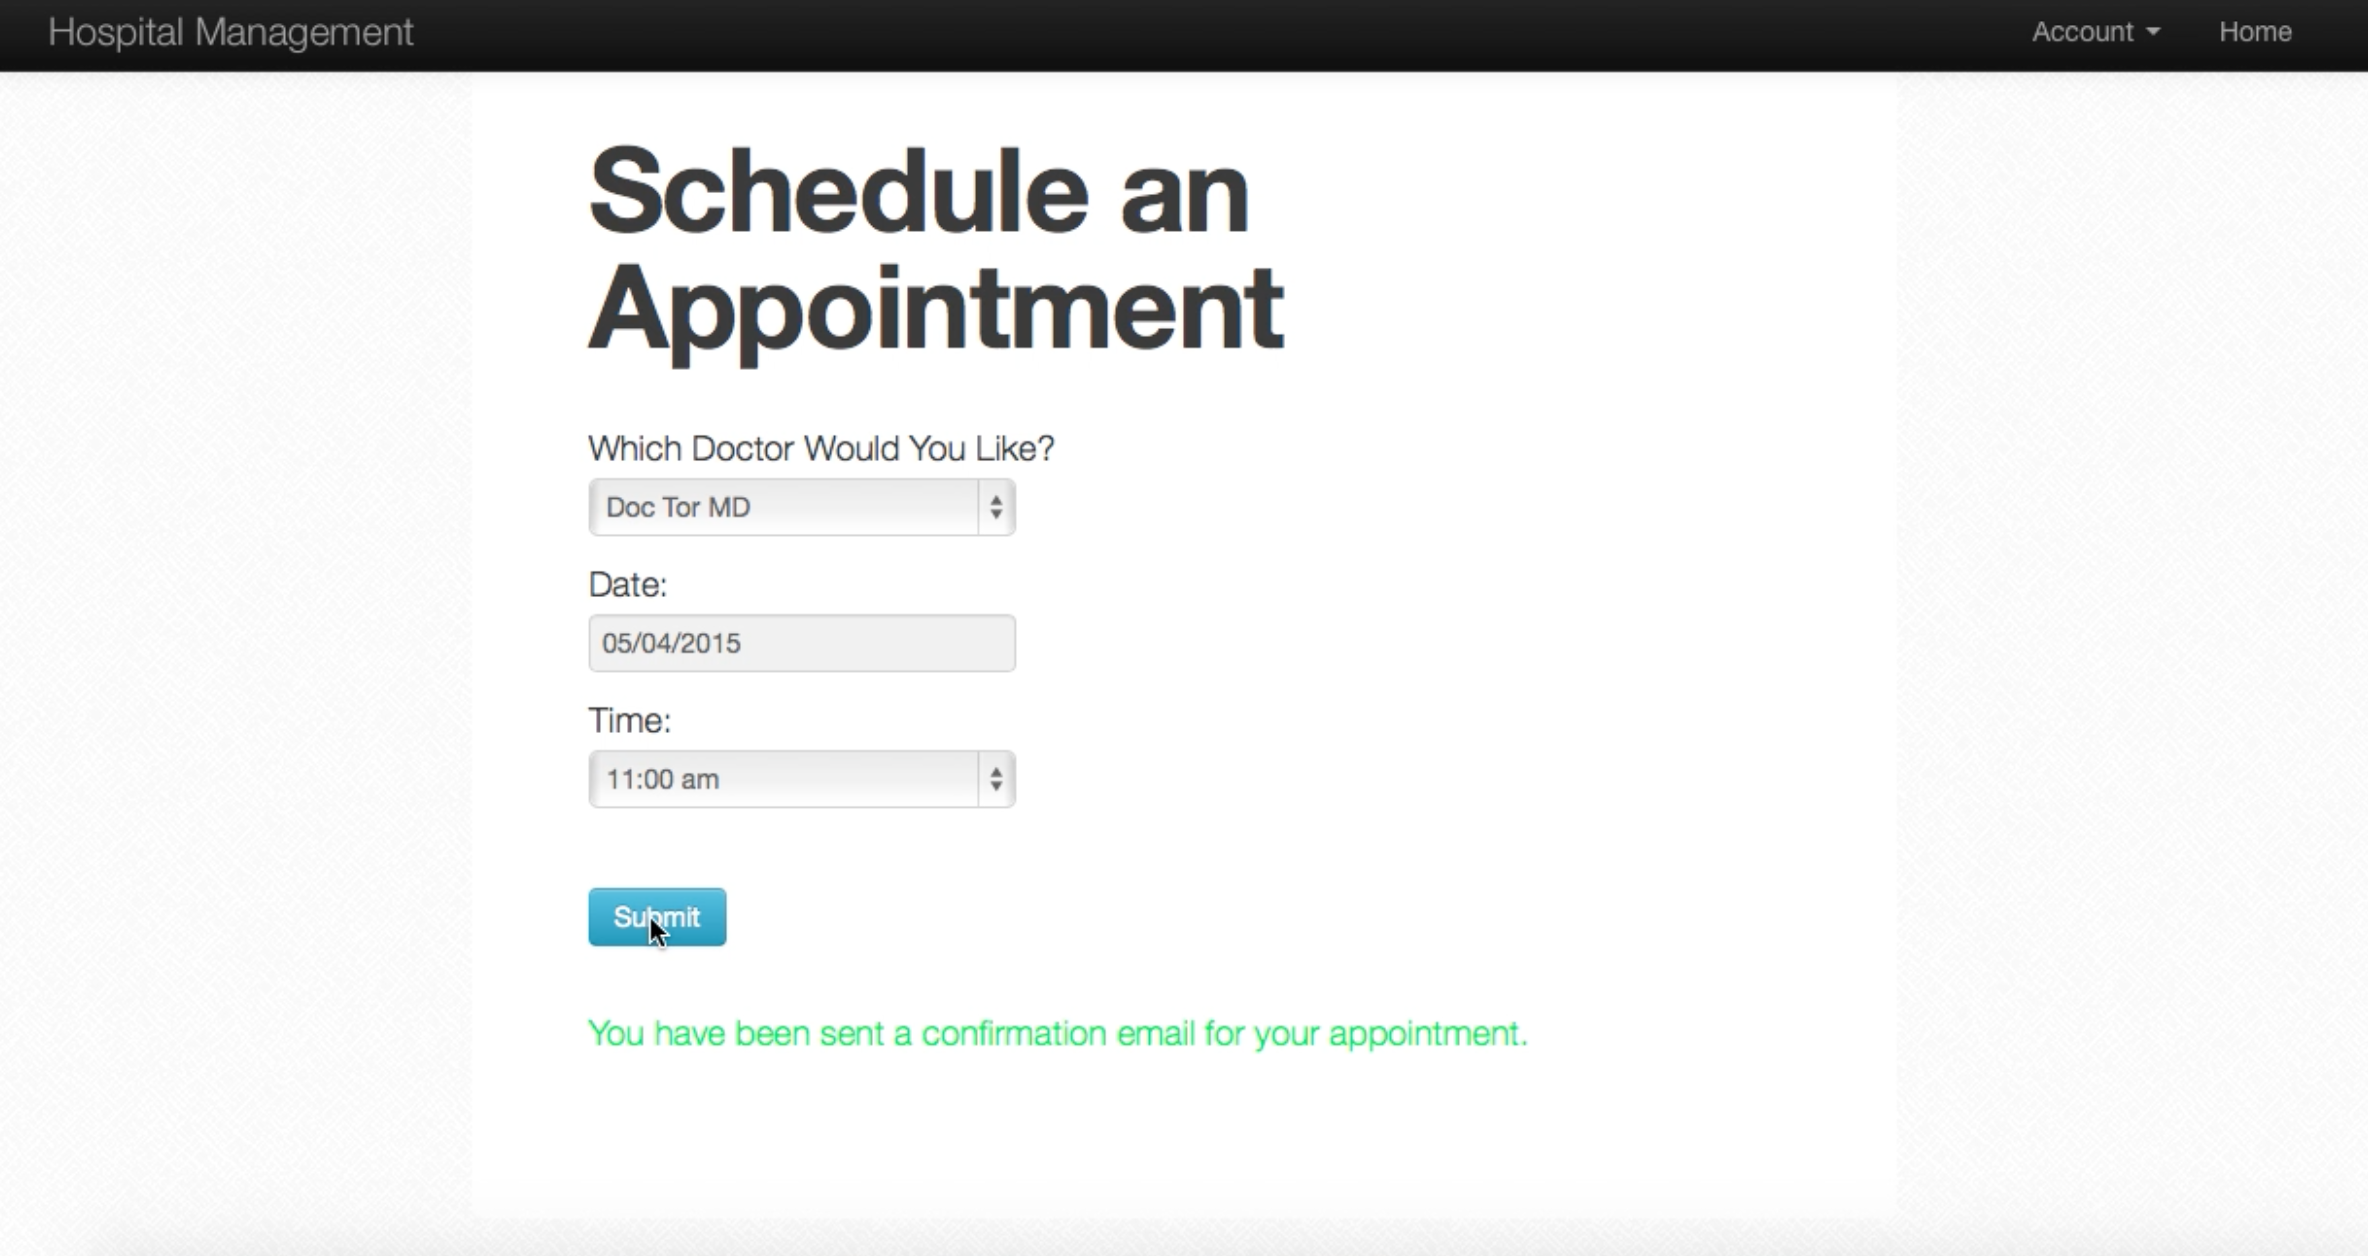 Hospital Management
Account
Home
Schedule an
Appointment
Which Doctor Would You Like?
Doc Tor MD
Date:
05/04/2015
Time:
11:00 am
Submit
You have been sent a confirmation email for your appointment.